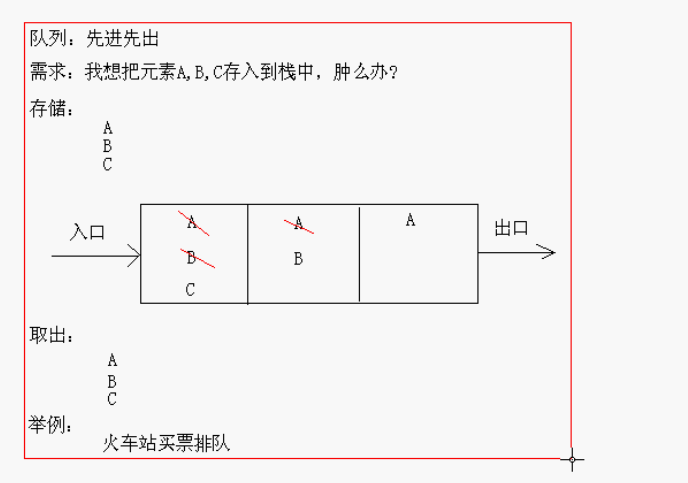 队列：先进先出
需求：我想把元素A,B,C存入到栈中，肿么办?
存储：
A
B
C
入口
A A A
B B
C
出口
取出：
A
B
C
举例：
火车站买票排队